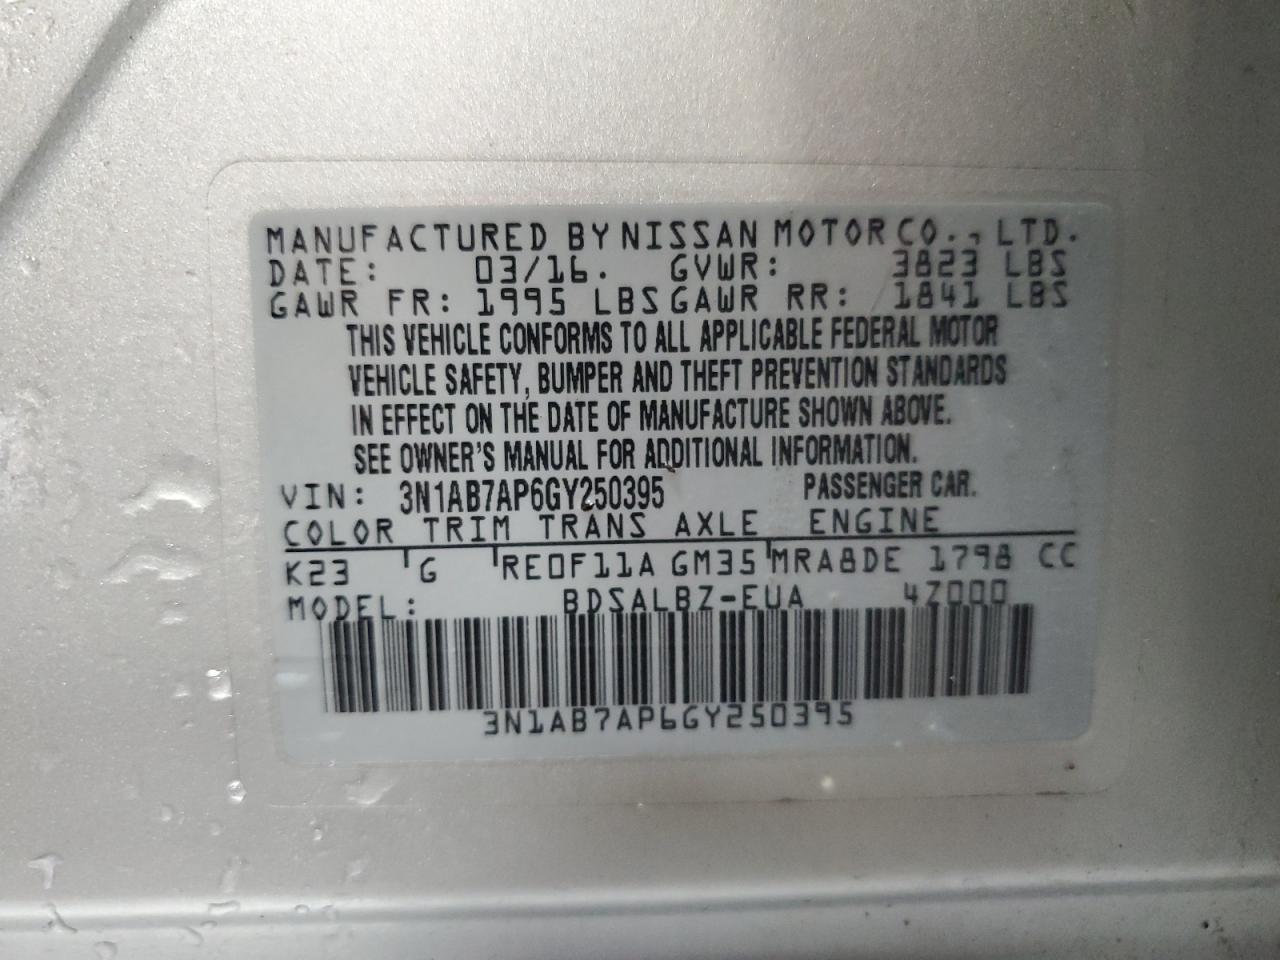 MANUFACTURED BY NISSAN MOTOR CO., LTD.
DATE: 03/16. GVWR: 3823 LBS
GAWR FR: 1995 LBS GAWR RR: 1841 LBS
THIS VEHICLE CONFORMS TO ALL APPLICABLE FEDERAL MOTOR
VEHICLE SAFETY, BUMPER AND THEFT PREVENTION STANDARDS
IN EFFECT ON THE DATE OF MANUFACTURE SHOWN ABOVE.
SEE OWNER'S MANUAL FOR ADDITIONAL INFORMATION.
VIN: 3N1AB7AP6GY250395 PASSENGER CAR.
COLOR TRIM TRANS AXLE ENGINE
K23 G RE0F11A GM35 MRA8DE 1798 CC
MODEL: BDSALBZ-EUA 4Z000
3N1AB7AP6GY250395